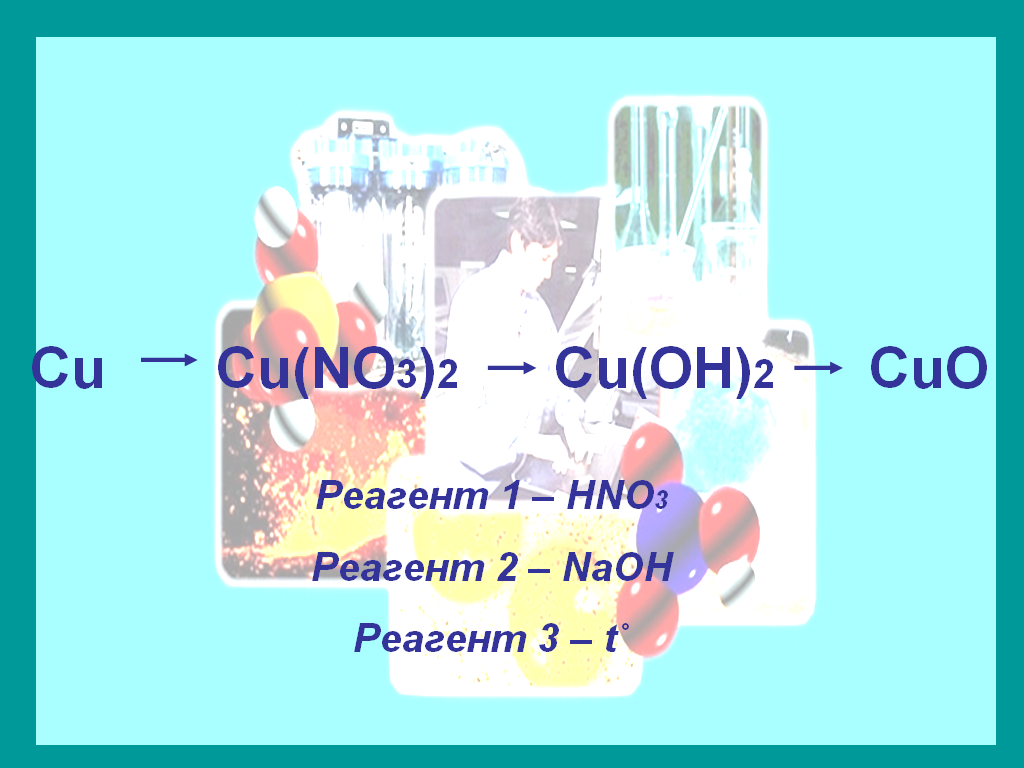 Cu → Cu(NO3)2 → Cu(OH)2 → CuO
Реагент 1 – HNO3
Реагент 2 – NaOH
Реагент 3 – t°